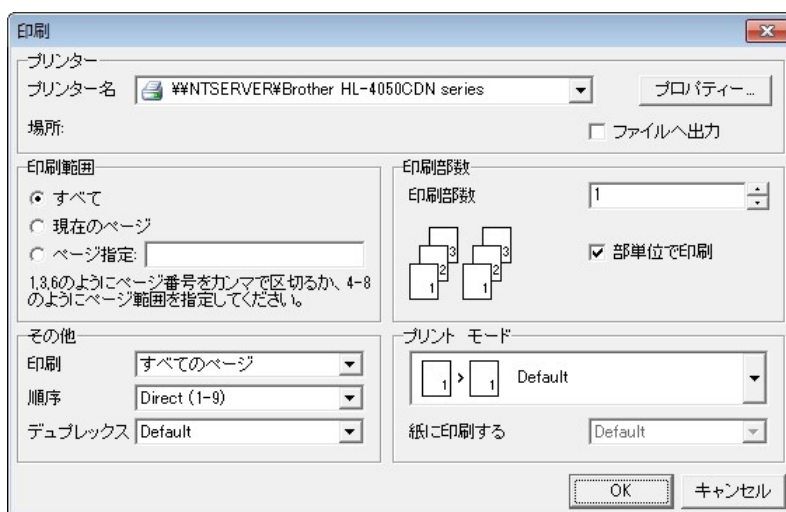 印刷
プリンター
プリンター名 ¥¥NTSERVER¥Brother HL-4050CDN series プロパティー...
場所: ファイルへ出力
印刷範囲
すべて
現在のページ
ページ指定:
1,3,6のようにページ番号をカンマで区切るか、4-8
のようにページ範囲を指定してください。
印刷部数
印刷部数 1
1 2 3 1 2 3
部単位で印刷
その他
印刷 すべてのページ
順序 Direct (1-9)
デュプレックス Default
プリント モード
1 > 1 Default
紙に印刷する Default
OK キャンセル